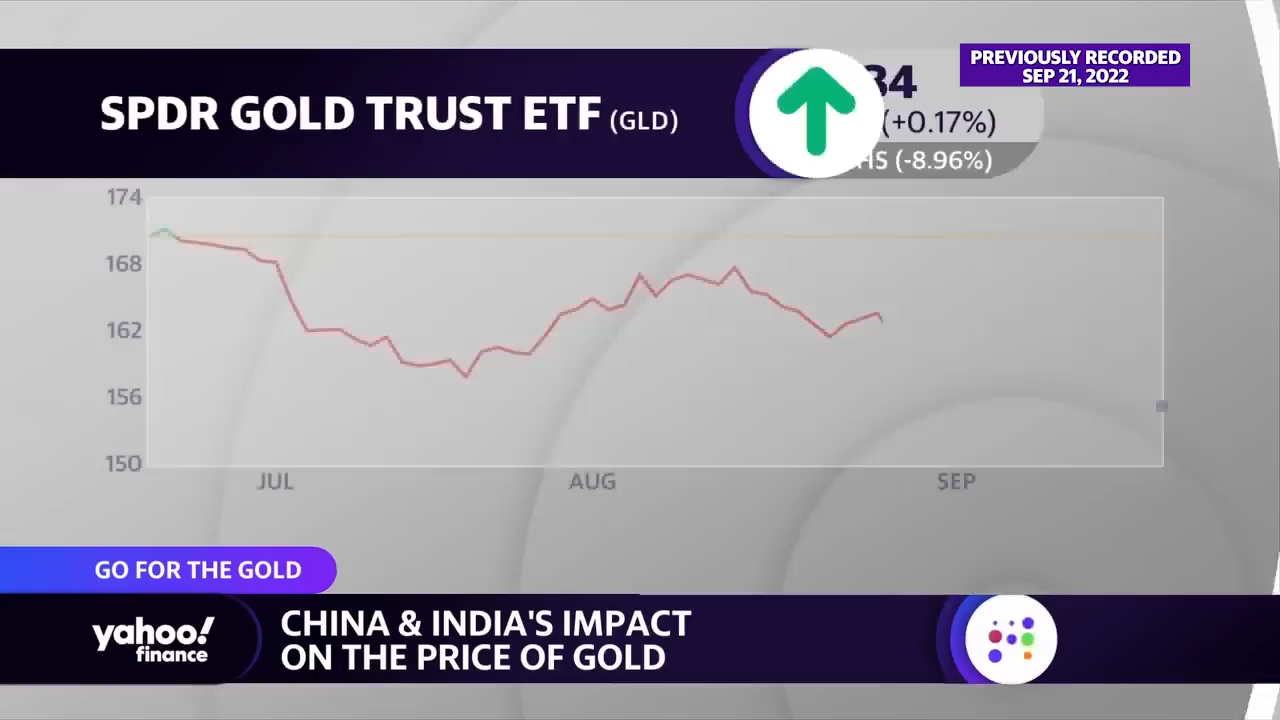 PREVIOUSLY RECORDED
SEP 21, 2022
SPDR GOLD TRUST ETF (GLD)
34
(+0.17%)
(-8.96%)
174
168
162
156
150
JUL AUG SEP
GO FOR THE GOLD
yahoo!
finance
CHINA & INDIA'S IMPACT
ON THE PRICE OF GOLD